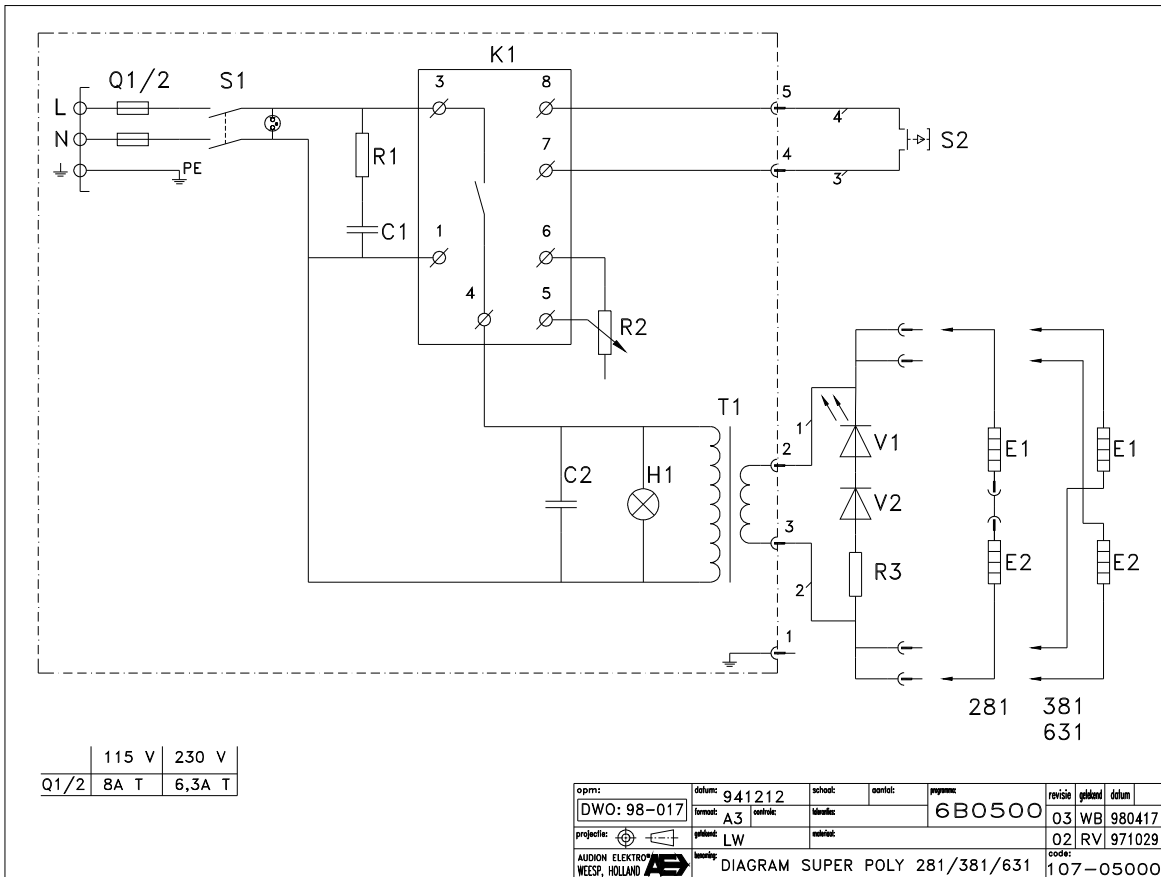 K1
Q1/2 S1
3 8 5
L 4
N 7 S2
R1 4
PE 3
C1 1 6
4 5
R2
T1
1
2 V1 E1 E1
C2 H1
V2
3
R3 E2 E2
2
1
281 381
631
115 V 230 V
Q1/2 8A T 6,3A T
opm:
DWO: 98-017
datum: 941212
schaal:
aantal:
programma:
6B0500
revisie getekend datum
formaat: A3
controle:
toleranties:
03 WB 980417
projectie:
getekend: LW
materiaal:
02 RV 971029
AUDION ELEKTRO
WEESP, HOLLAND AE
benaming: DIAGRAM SUPER POLY 281/381/631
code:
107-05000